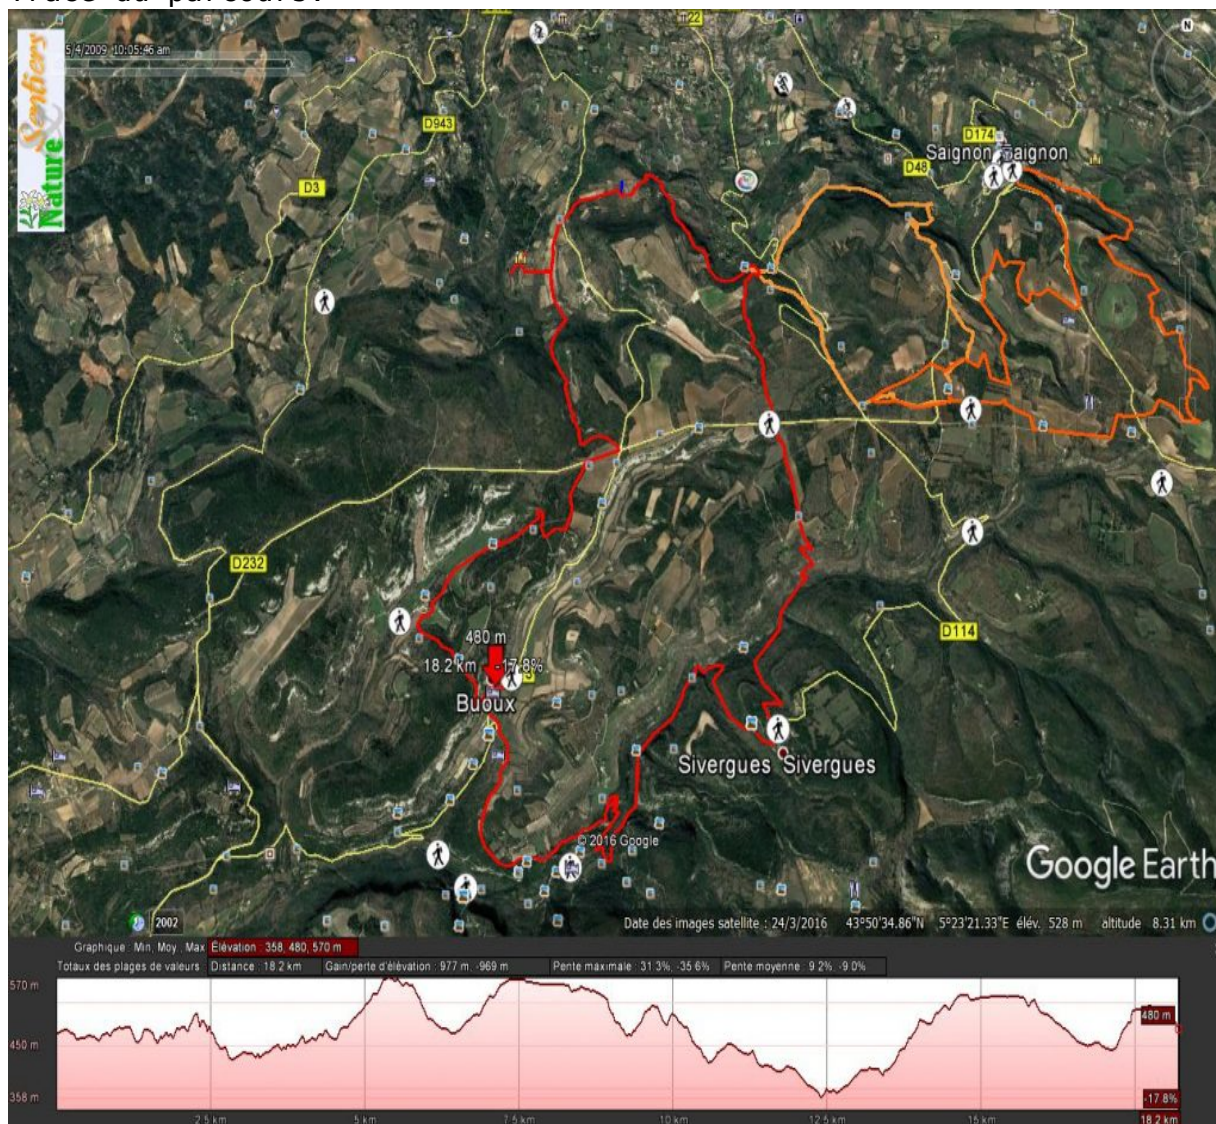 Tracé du parcours.
Sentiers
Nature
5/4/2009 10:05:46 am
N
22
D943
D174
Saignon Saignon
D48
D3
D232
D114
480 m
18.2 km -17.8%
Buoux
Sivergues Sivergues
© 2016 Google
Google Earth
2002
Date des images satellite : 24/3/2016 43°50'34.86"N 5°23'21.33"E élév. 528 m altitude 8.31 km
Graphique : Min, Moy, Max Élévation : 358, 480, 570 m
Totaux des plages de valeurs Distance : 18.2 km Gain/perte d'élévation : 977 m, -969 m Pente maximale : 31.3%, -35.6% Pente moyenne : 9.2%, -9.0%
570 m
480 m
450 m
358 m
-17.8%
2.5 km 5 km 7.5 km 10 km 12.5 km 15 km 18.2 km